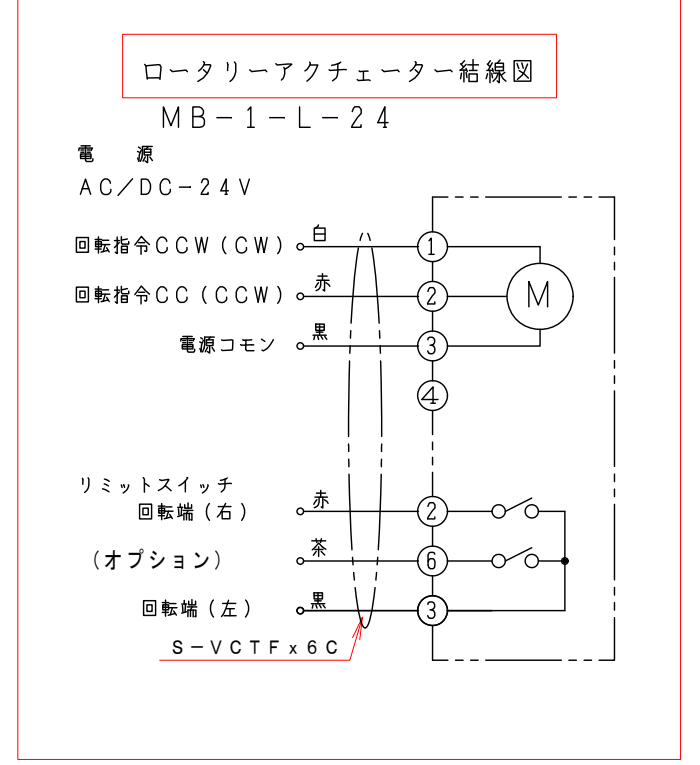 ロータリーアクチェーター結線図
MB-1-L-24
電 源
AC/DC-24V
回転指令CCW(CW) 白 1
回転指令CC(CCW) 赤 2 M
電源コモン 黒 3
4
リミットスイッチ
回転端(右) 赤 2
(オプション) 茶 6
回転端(左) 黒 3
S-VCTFx6C